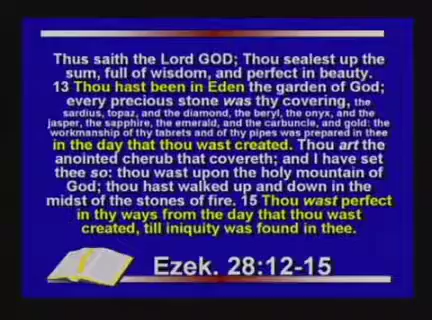 Thus saith the Lord GOD; Thou sealest up the
sum, full of wisdom, and perfect in beauty.
13 Thou hast been in Eden the garden of God;
every precious stone was thy covering, the
sardius, topaz, and the diamond, the beryl, the onyx, and the
jasper, the sapphire, the emerald, and the carbuncle, and gold: the
workmanship of thy tabrets and of thy pipes was prepared in thee
in the day that thou wast created. Thou art the
anointed cherub that covereth; and I have set
thee so: thou wast upon the holy mountain of
God; thou hast walked up and down in the
midst of the stones of fire. 15 Thou wast perfect
in thy ways from the day that thou wast
created, till iniquity was found in thee.
Ezek. 28:12-15